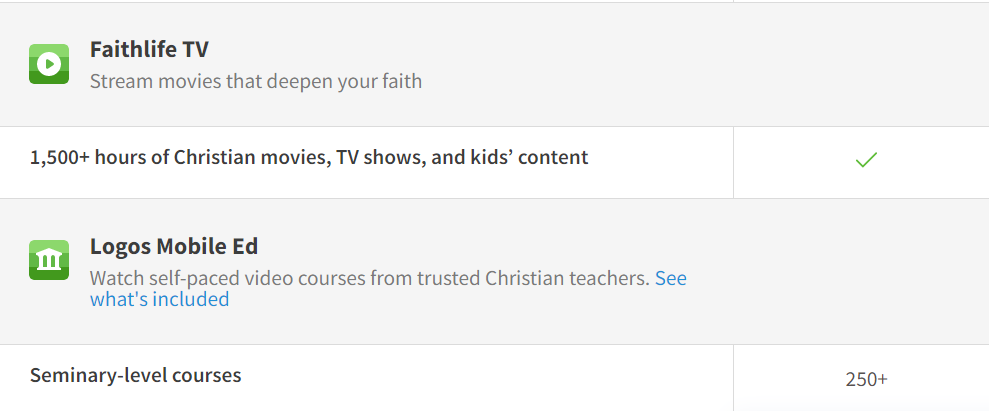 Faithlife TV
Stream movies that deepen your faith
1,500+ hours of Christian movies, TV shows, and kids’ content
Logos Mobile Ed
Watch self-paced video courses from trusted Christian teachers. See
what's included
Seminary-level courses
250+